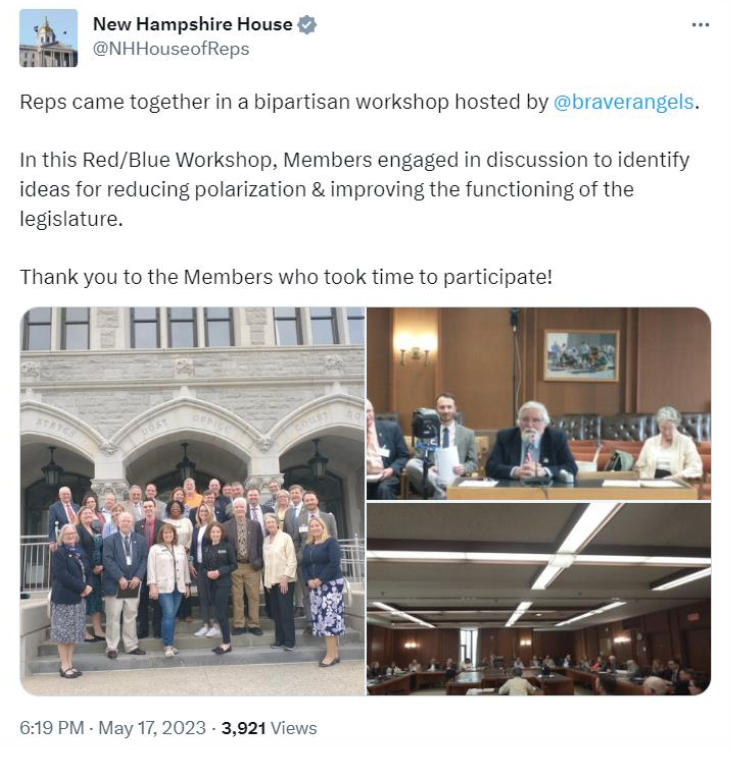 New Hampshire House
@NHHouseofReps
Reps came together in a bipartisan workshop hosted by @braverangels.
In this Red/Blue Workshop, Members engaged in discussion to identify
ideas for reducing polarization & improving the functioning of the
legislature.
Thank you to the Members who took time to participate!
POST OFFICE
6:19 PM · May 17, 2023 · 3,921 Views